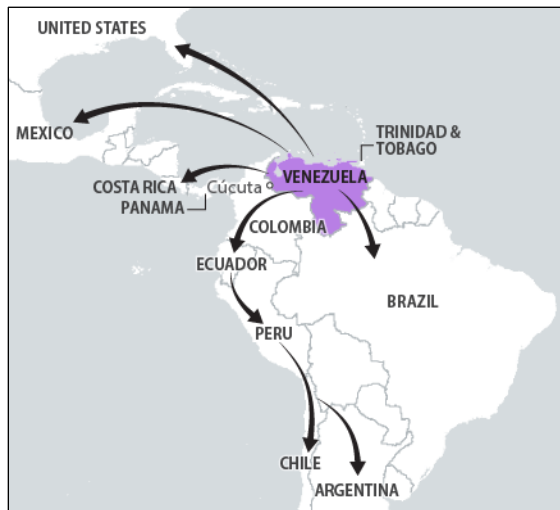 UNITED STATES
MEXICO
TRINIDAD &
TOBAGO
VENEZUELA
COSTA RICA
Cúcuta
PANAMA
COLOMBIA
ECUADOR
BRAZIL
PERU
CHILE
ARGENTINA